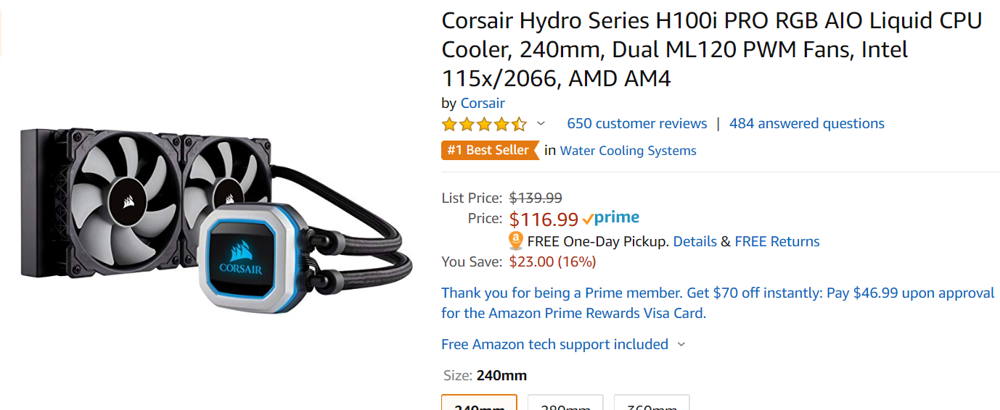 Corsair Hydro Series H100i PRO RGB AIO Liquid CPU
Cooler, 240mm, Dual ML120 PWM Fans, Intel
115x/2066, AMD AM4
by Corsair
650 customer reviews | 484 answered questions
#1 Best Seller in Water Cooling Systems
List Price: $139.99
Price: $116.99 prime
a FREE One-Day Pickup. Details & FREE Returns
You Save: $23.00 (16%)
Thank you for being a Prime member. Get $70 off instantly: Pay $46.99 upon approval
for the Amazon Prime Rewards Visa Card.
Free Amazon tech support included
Size: 240mm
240mm 280mm 360mm
CORSAIR